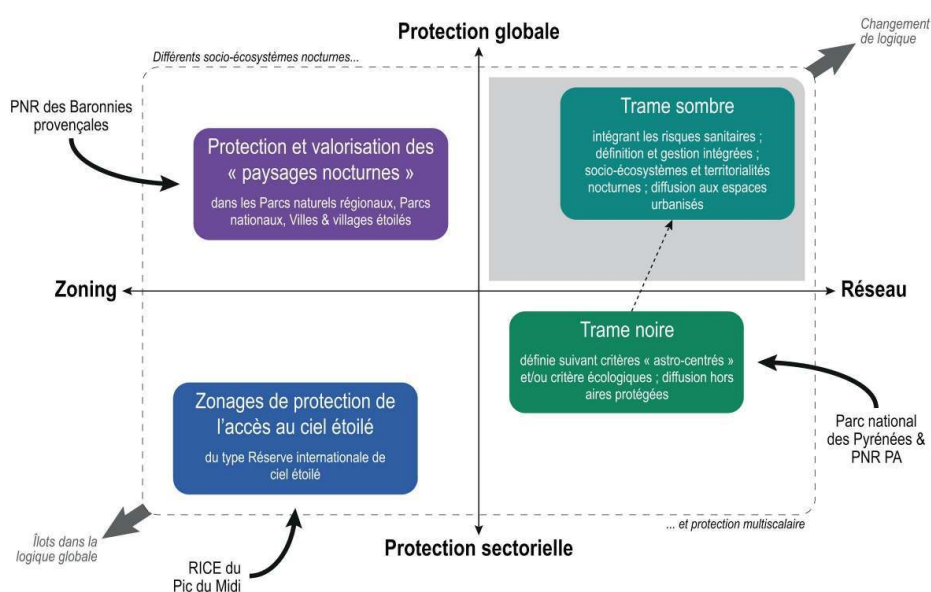 Protection globale
Changement
de logique
Différents socio-écosystèmes nocturnes...
PNR des Baronnies
provençales
Protection et valorisation des
« paysages nocturnes »
dans les Parcs naturels régionaux, Parcs
nationaux, Villes & villages étoilés
Trame sombre
intégrant les risques sanitaires ;
définition et gestion intégrées ;
socio-écosystèmes et territorialités
nocturnes ; diffusion aux espaces
urbanisés
Zoning
Réseau
Trame noire
définie suivant critères « astro-centrés »
et/ou critère écologiques ; diffusion hors
aires protégées
Zonages de protection de
l'accès au ciel étoilé
du type Réserve internationale de
ciel étoilé
Parc national
des Pyrénées &
PNR PA
... et protection multiscalaire
Îlots dans la
logique globale
Protection sectorielle
RICE du
Pic du Midi